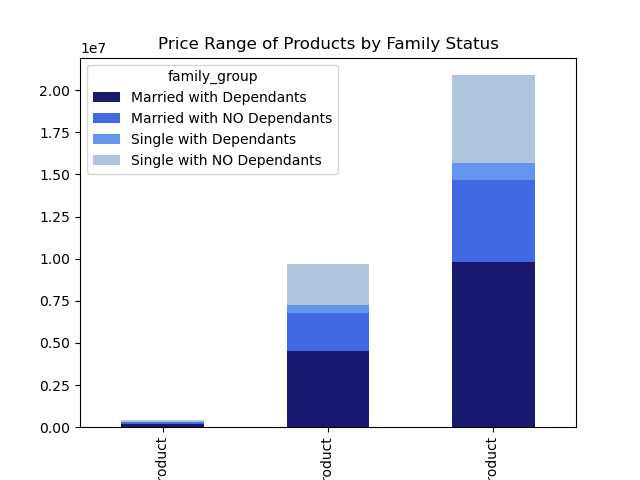 Price Range of Products by Family Status
1e7
family_group
Married with Dependants
Married with NO Dependants
Single with Dependants
Single with NO Dependants
2.00
1.75
1.50
1.25
1.00
0.75
0.50
0.25
0.00
roduct
roduct
roduct